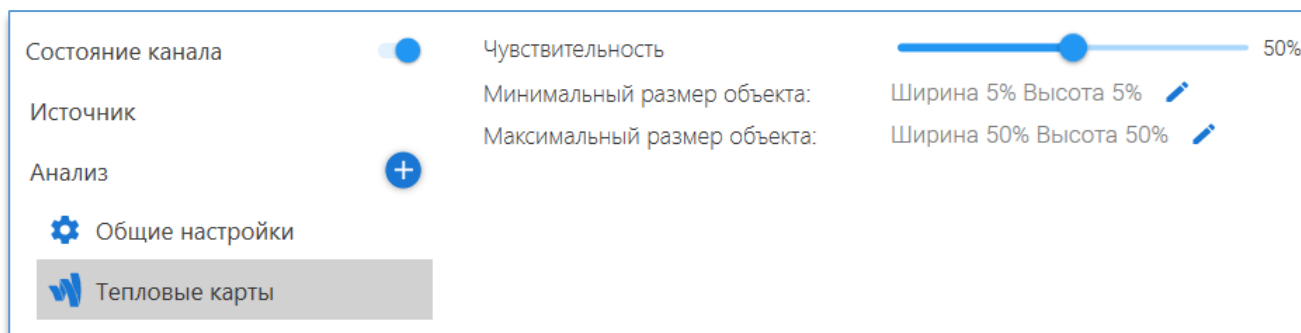 Состояние канала
Источник
Анализ
Общие настройки
Тепловые карты
Чувствительность 50%
Минимальный размер объекта: Ширина 5% Высота 5%
Максимальный размер объекта: Ширина 50% Высота 50%